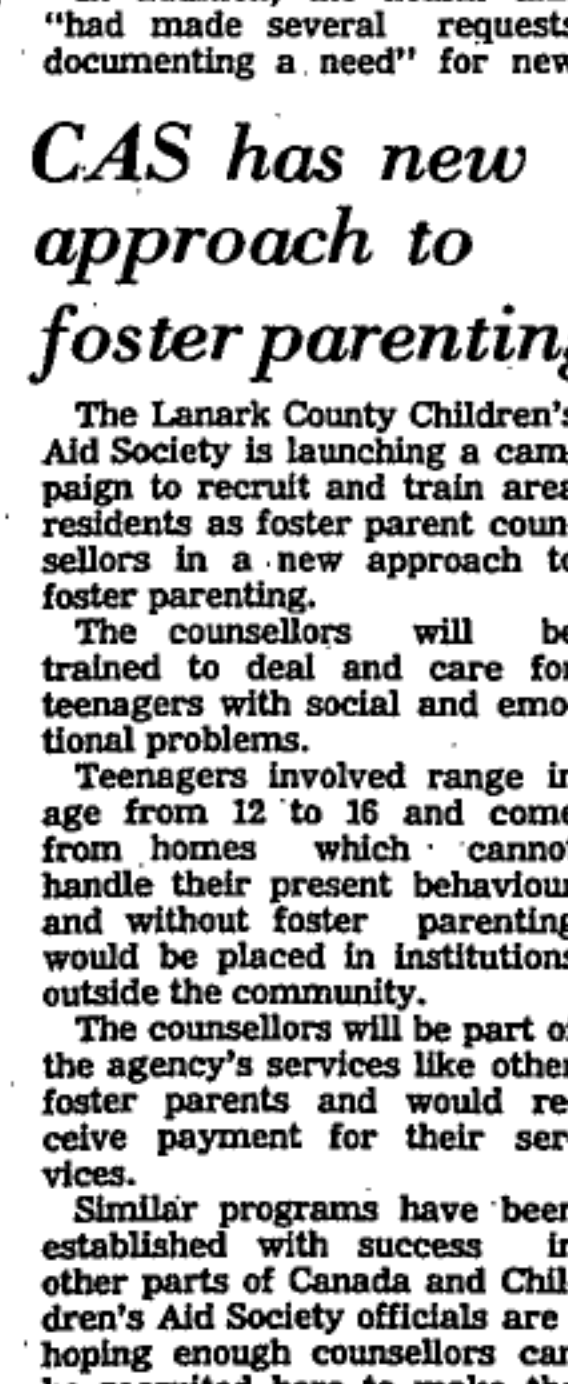 "had made several requests
documenting a need" for new
CAS has new
approach to
foster parenting
The Lanark County Children's
Aid Society is launching a cam-
paign to recruit and train area
residents as foster parent coun-
sellors in a new approach to
foster parenting.
The counsellors will be
trained to deal and care for
teenagers with social and emo-
tional problems.
Teenagers involved range in
age from 12 to 16 and come
from homes which cannot
handle their present behaviour
and without foster parenting
would be placed in institutions
outside the community.
The counsellors will be part of
the agency's services like other
foster parents and would re-
ceive payment for their ser-
vices.
Similar programs have been
established with success in
other parts of Canada and Chil-
dren's Aid Society officials are
hoping enough counsellors can